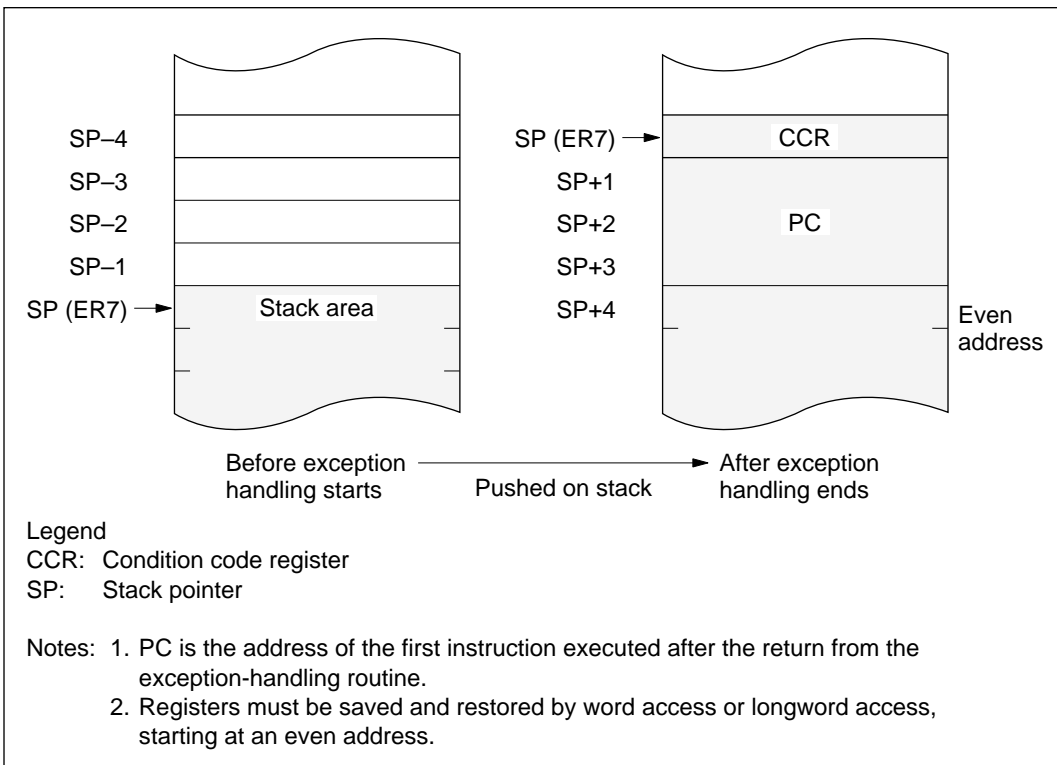 SP–4
SP–3
SP–2
SP–1
SP (ER7)
Stack area
SP (ER7)
CCR
SP+1
SP+2
PC
SP+3
SP+4
Even
address
Before exception
handling starts
Pushed on stack
After exception
handling ends
Legend
CCR: Condition code register
SP: Stack pointer
Notes: 1. PC is the address of the first instruction executed after the return from the
exception-handling routine.
2. Registers must be saved and restored by word access or longword access,
starting at an even address.